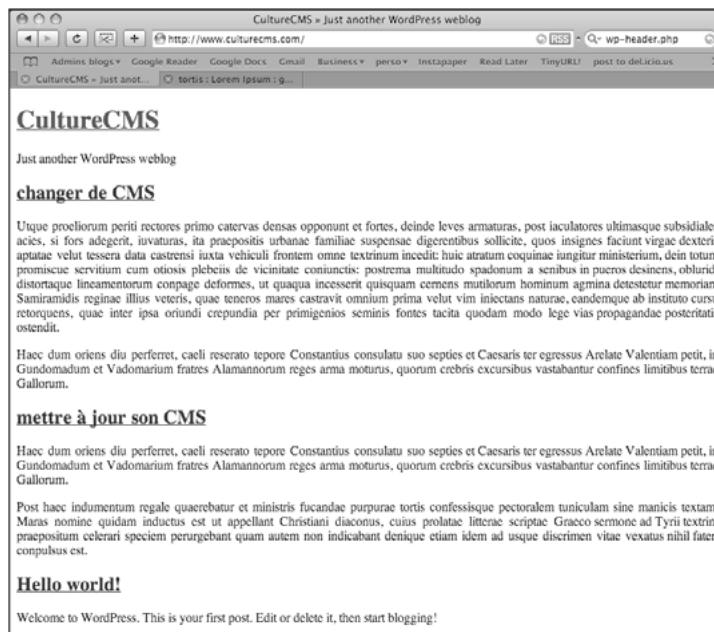 CultureCMS » Just another WordPress weblog
http://www.culturecms.com/ RSS wp-header.php
Admins blogs Google Reader Google Docs Gmail Business perso Instapaper Read Later TinyURL! post to del.icio.us
CultureCMS » Just anot... tortis : Lorem Ipsum : g...
CultureCMS
Just another WordPress weblog
changer de CMS
Utque proeliorum periti rectores primo catervas densas opponunt et fortes, deinde leves armaturas, post iaculatores ultimasque subsidiale
acies, si fors adegerit, iuvaturas, ita praepositis urbanae familiae suspensae digerentibus sollicite, quos insignes faciunt virgae dexteri
aptatae velut tessera data castrensi iuxta vehiculi frontem omne textrinum incedit: huic atratum coquinae iungitur ministerium, dein totum
promiscue servitium cum otiosis plebeiis de vicinitate coniunctis: postrema multitudo spadonum a senibus in pueros desinens, obluridi
distortaque lineamentorum conpage deformes, ut quaqua incesserit quisquam cernens mutilorum hominum agmina detestetur memoriam
Samiramidis reginae illius veteris, quae teneros mares castravit omnium prima velut vim iniectans naturae, eandemque ab instituto cursu
retorquens, quae inter ipsa oriundi crepundia per primigenios seminis fontes tacita quodam modo lege vias propagandae posteritati
ostendit.
Haec dum oriens diu perferret, caeli reserato tepore Constantius consulatu suo septies et Caesaris ter egressus Arelate Valentiam petit, in
Gundomadum et Vadomarium fratres Alamannorum reges arma moturus, quorum crebris excursibus vastabantur confines limitibus terrae
Gallorum.
mettre à jour son CMS
Haec dum oriens diu perferret, caeli reserato tepore Constantius consulatu suo septies et Caesaris ter egressus Arelate Valentiam petit, in
Gundomadum et Vadomarium fratres Alamannorum reges arma moturus, quorum crebris excursibus vastabantur confines limitibus terrae
Gallorum.
Post haec indumentum regale quaerebatur et ministris fucandae purpurae tortis confessisque pectoralem tuniculam sine manicis textam
Maras nomine quidam inductus est ut appellant Christiani diaconus, cuius prolatae litterae scriptae Graeco sermone ad Tyrii textrin
praepositum celerari speciem perurgebant quam autem non indicabant denique etiam idem ad usque discrimen vitae vexatus nihil fater
conpulsus est.
Hello world!
Welcome to WordPress. This is your first post. Edit or delete it, then start blogging!